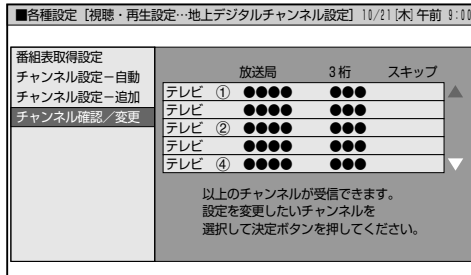 ■各種設定 [視聴・再生設定…地上デジタルチャンネル設定] 10/21[木]午前 9:00
番組表取得設定
チャンネル設定－自動
チャンネル設定－追加
チャンネル確認／変更
放送局 3桁 スキップ
テレビ ① ●●●● ●●●
テレビ ●●●● ●●●
テレビ ② ●●●● ●●●
テレビ ●●●● ●●●
テレビ ④ ●●●● ●●●
以上のチャンネルが受信できます。
設定を変更したいチャンネルを
選択して決定ボタンを押してください。